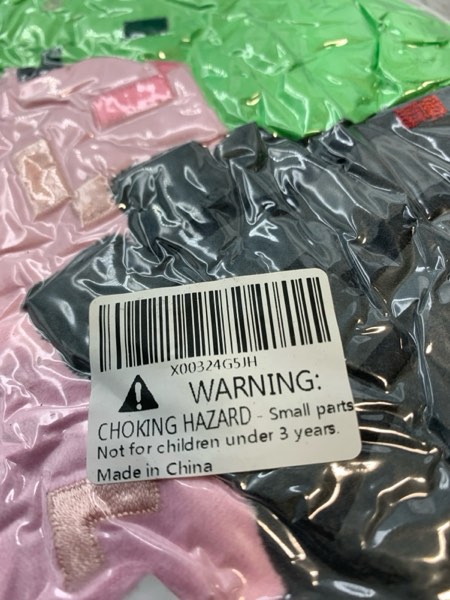 X00324G5JH
WARNING:
CHOKING HAZARD - Small parts
Not for children under 3 years.
Made in China